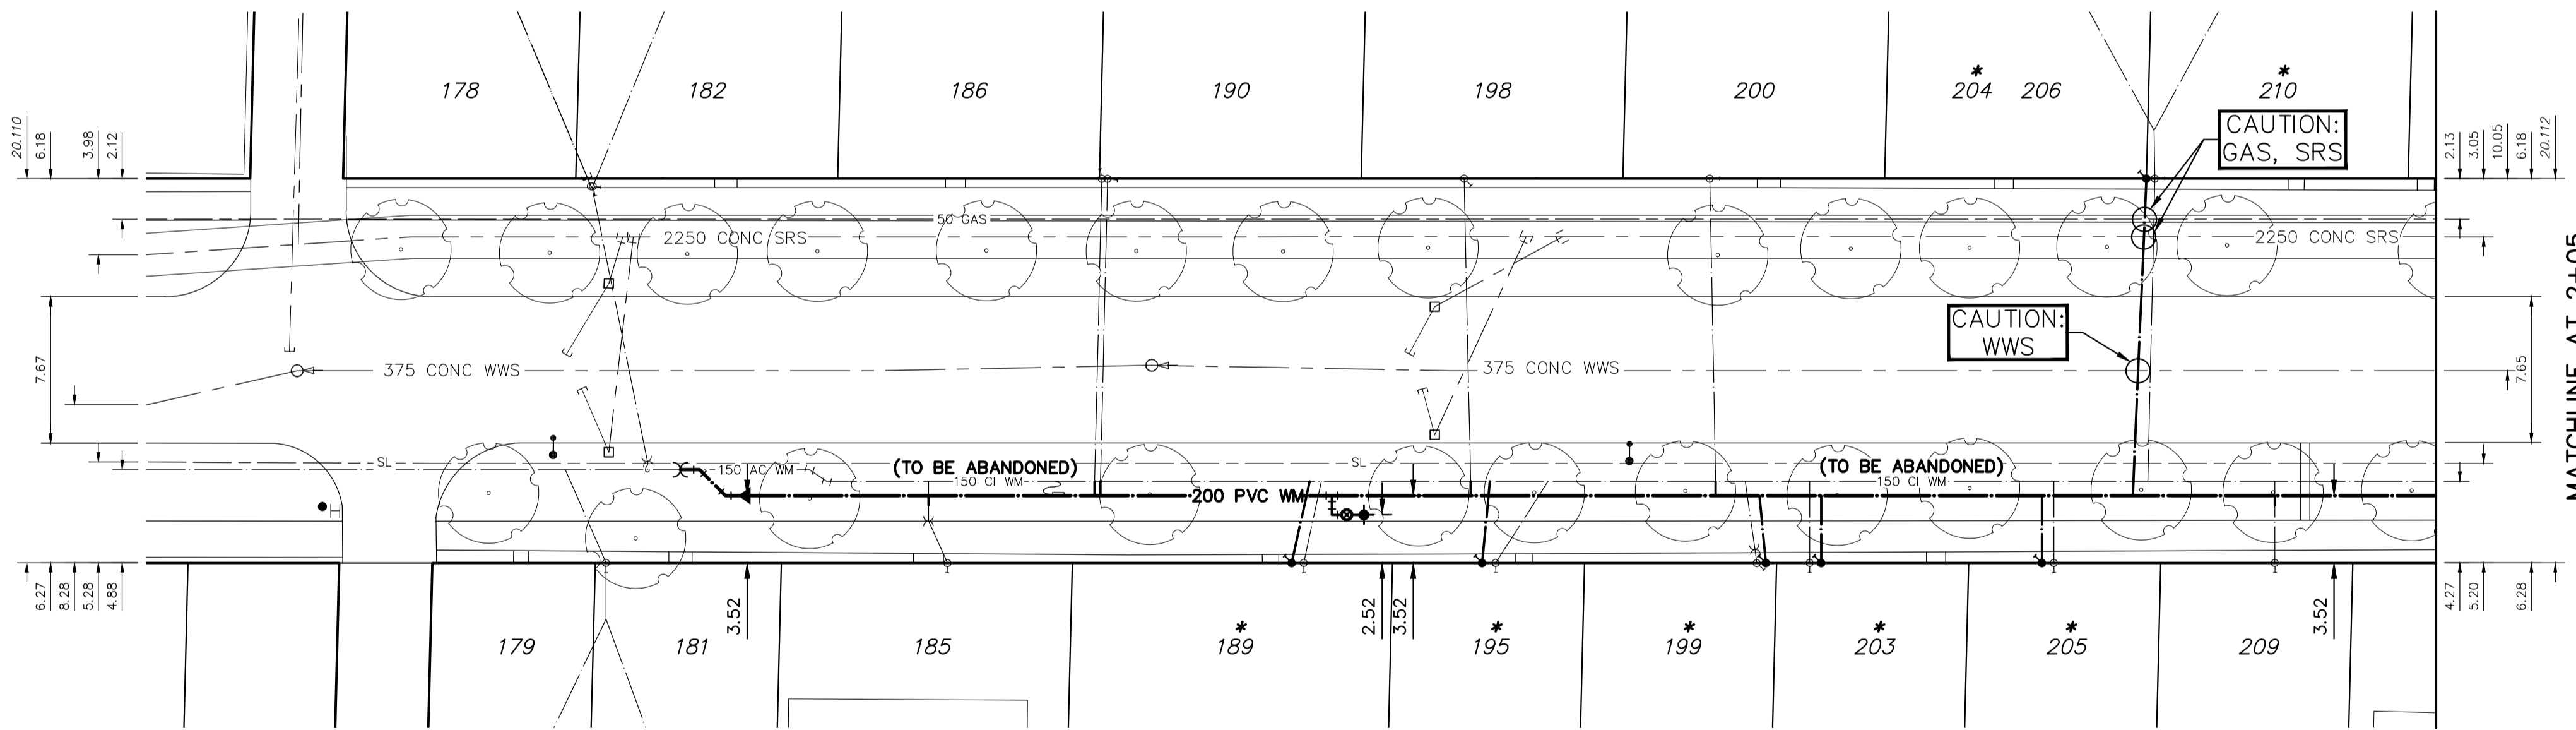 178
182
186
190
198
200
*
204
206
*
210
CAUTION:
GAS, SRS
20.110
6.18
3.98
2.12
2.13
3.05
10.05
6.18
20.112
50 GAS
2250 CONC SRS
2250 CONC SRS
CAUTION:
WWS
7.67
375 CONC WWS
375 CONC WWS
7.65
MATCHLINE AT 2+05
SL
150 AC WM
(TO BE ABANDONED)
150 CI WM
SL
(TO BE ABANDONED)
150 CI WM
200 PVC WM
H
6.27
8.28
5.28
4.88
3.52
2.52
3.52
3.52
4.27
5.20
6.28
179
181
185
*
189
*
195
*
199
*
203
*
205
209